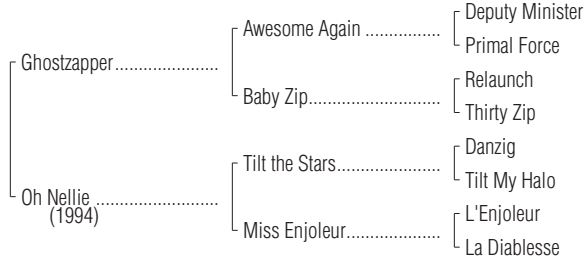 Deputy Minister
Awesome Again ..................
Primal Force
Ghostzapper......................
Relaunch
Baby Zip............................
Thirty Zip
Danzig
Tilt the Stars......................
Tilt My Halo
Oh Nellie ..........................
(1994)
L'Enjoleur
Miss Enjoleur....................
La Diablesse